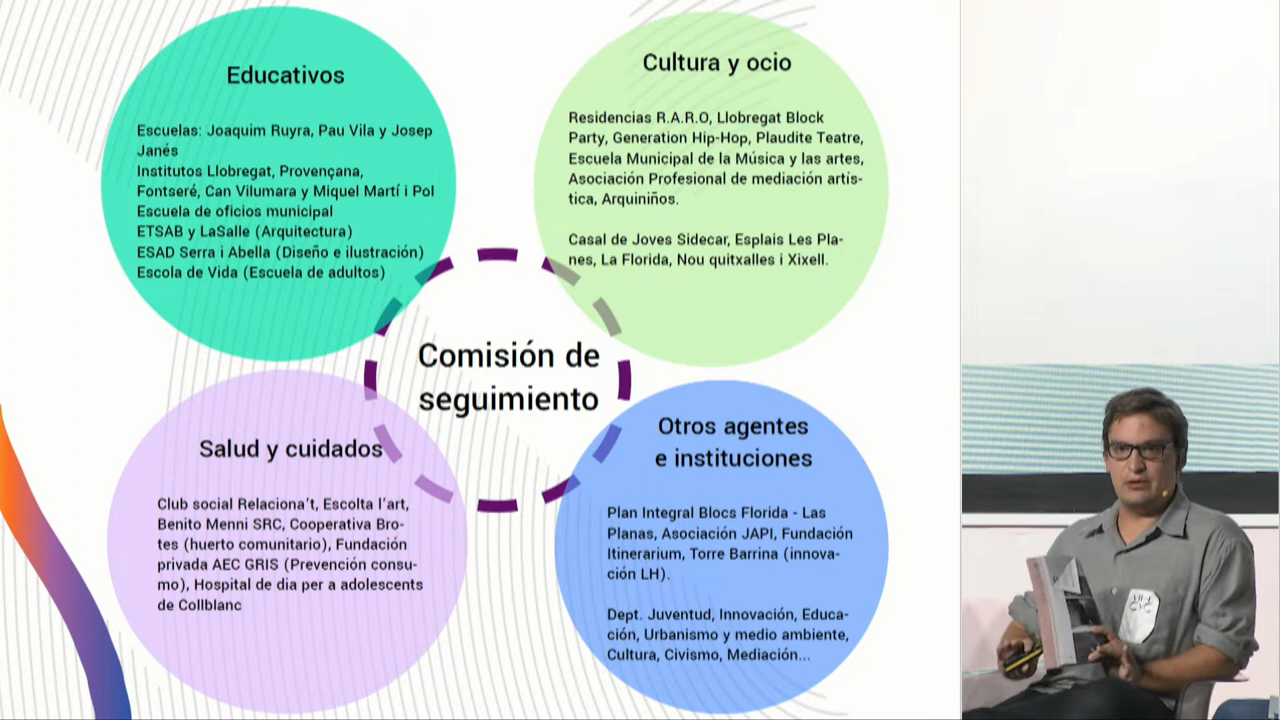 Educativos
Escuelas: Joaquim Ruyra, Pau Vila y Josep
Janés
Institutos Llobregat, Provençana,
Fontseré, Can Vilumara y Miquel Martí i Pol
Escuela de oficios municipal
ETSAB y LaSalle (Arquitectura)
ESAD Serra i Abella (Diseño e ilustración)
Escola de Vida (Escuela de adultos)
Cultura y ocio
Residencias R.A.R.O, Llobregat Block
Party, Generation Hip-Hop, Plaudite Teatre,
Escuela Municipal de la Música y las artes,
Asociación Profesional de mediación artís-
tica, Arquiniños.
Casal de Joves Sidecar, Esplais Les Pla-
nes, La Florida, Nou quitxalles i Xixell.
Comisión de
seguimiento
Salud y cuidados
Club social Relaciona’t, Escolta l’art,
Benito Menni SRC, Cooperativa Bro-
tes (huerto comunitario), Fundación
privada AEC GRIS (Prevención consu-
mo), Hospital de dia per a adolescents
de Collblanc
Otros agentes
e instituciones
Plan Integral Blocs Florida - Las
Planas, Asociación JAPI, Fundación
Itinerarium, Torre Barrina (innova-
ción LH).
Dept. Juventud, Innovación, Educa-
ción, Urbanismo y medio ambiente,
Cultura, Civismo, Mediación...